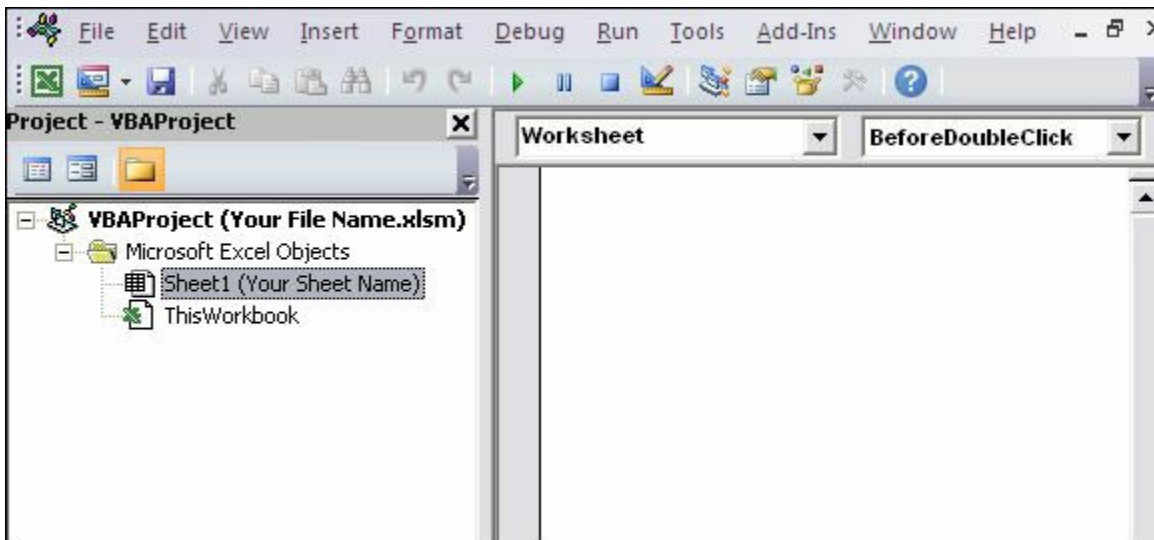 File Edit View Insert Format Debug Run Tools Add-Ins Window Help
Project - VBAProject
Worksheet
BeforeDoubleClick
VBAProject (Your File Name.xlsm)
Microsoft Excel Objects
Sheet1 (Your Sheet Name)
ThisWorkbook